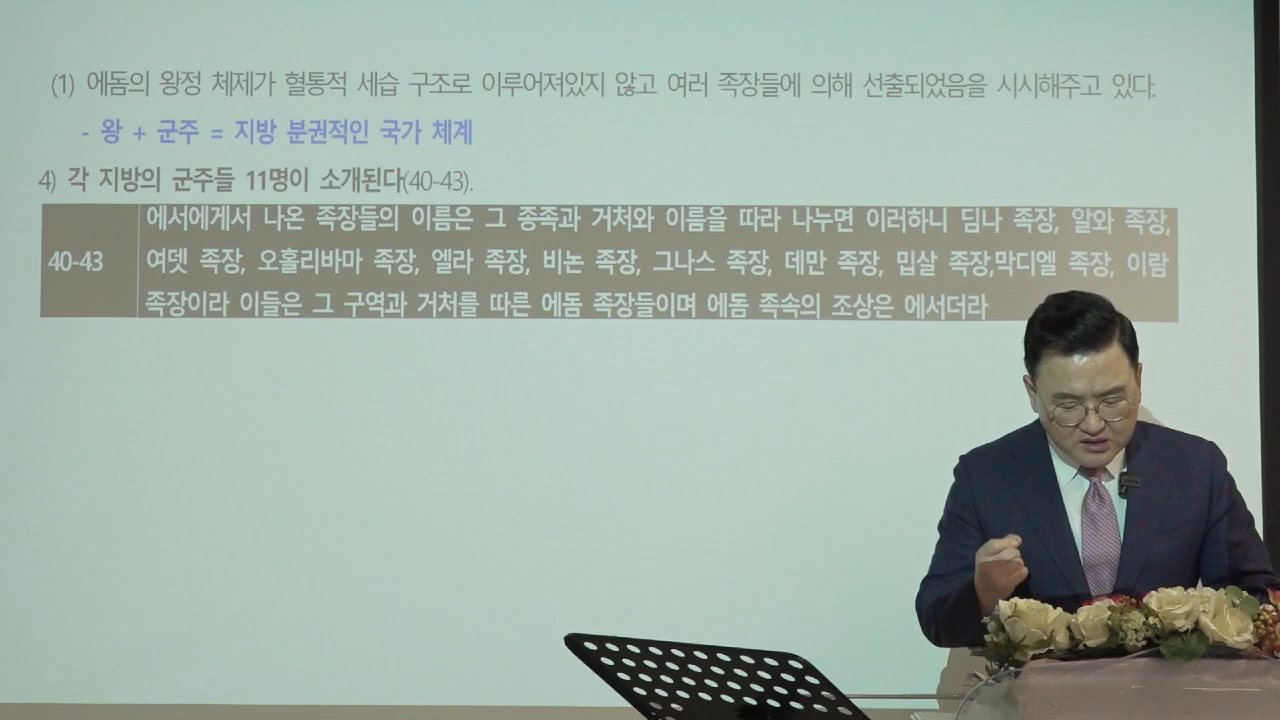 (1) 에돔의 왕정 체제가 혈통적 세습 구조로 이루어져있지 않고 여러 족장들에 의해 선출되었음을 시시해주고 있다.
- 왕 + 군주 = 지방 분권적인 국가 체계
4) 각 지방의 군주들 11명이 소개된다(40-43).
에서에게서 나온 족장들의 이름은 그 종족과 거처와 이름을 따라 나누면 이러하니 딤나 족장, 알와 족장,
40-43 여뎃 족장, 오홀리바마 족장, 엘라 족장, 비논 족장, 그나스 족장, 데만 족장, 밉살 족장,막디엘 족장, 이람
족장이라 이들은 그 구역과 거처를 따른 에돔 족장들이며 에돔 족속의 조상은 에서더라